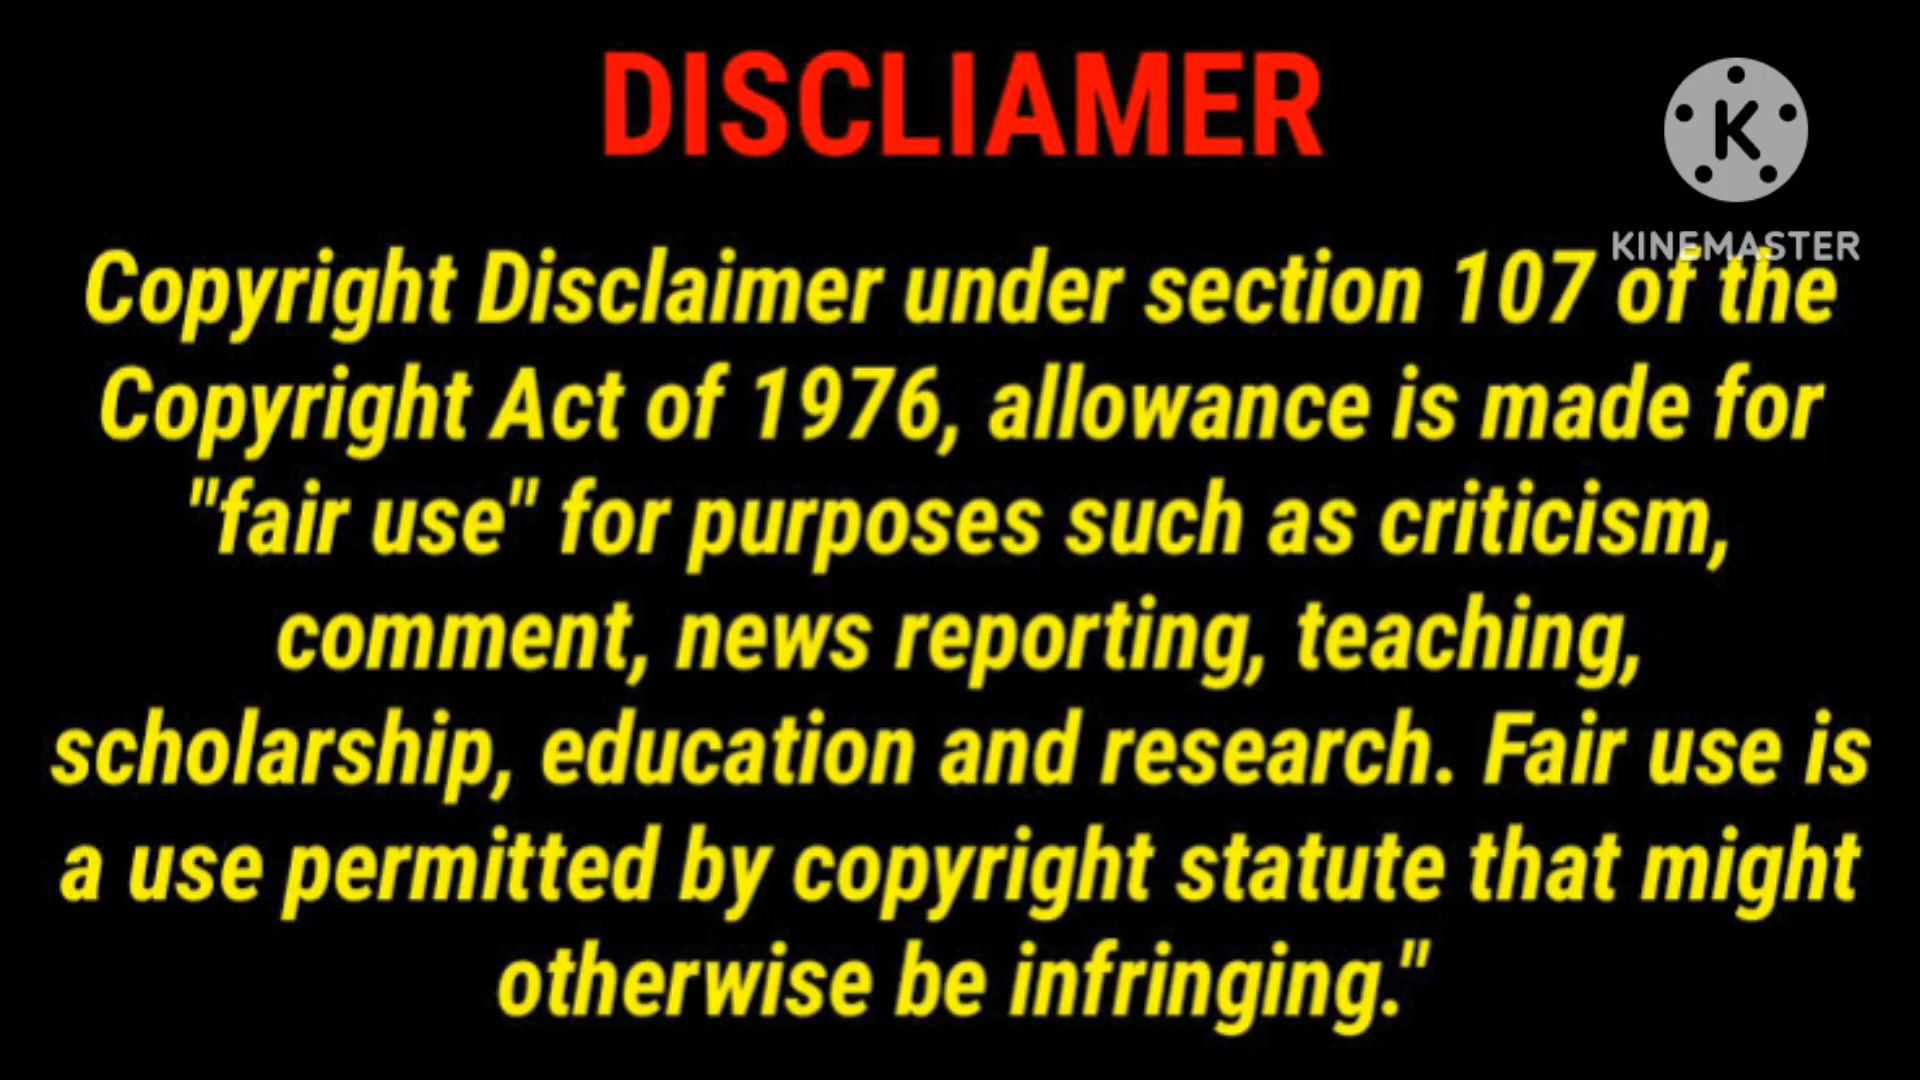 DISCLIAMER
K
KINEMASTER
Copyright Disclaimer under section 107 of the
Copyright Act of 1976, allowance is made for
"fair use" for purposes such as criticism,
comment, news reporting, teaching,
scholarship, education and research. Fair use is
a use permitted by copyright statute that might
otherwise be infringing."